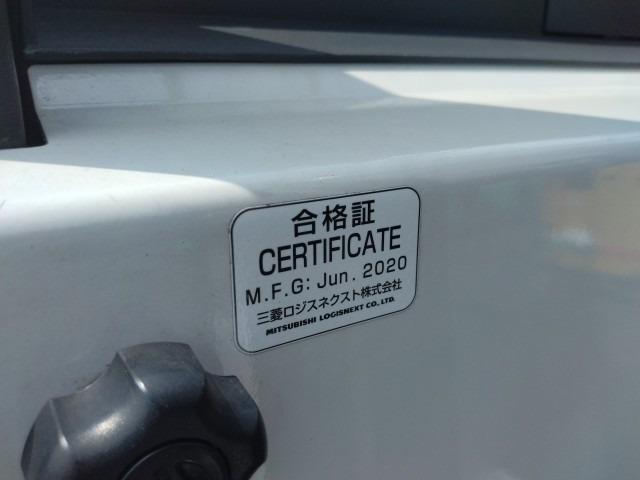 合格証
CERTIFICATE
M.F.G: Jun. 2020
三菱ロジスネクスト株式会社
MITSUBISHI LOGISNEXT CO., LTD.